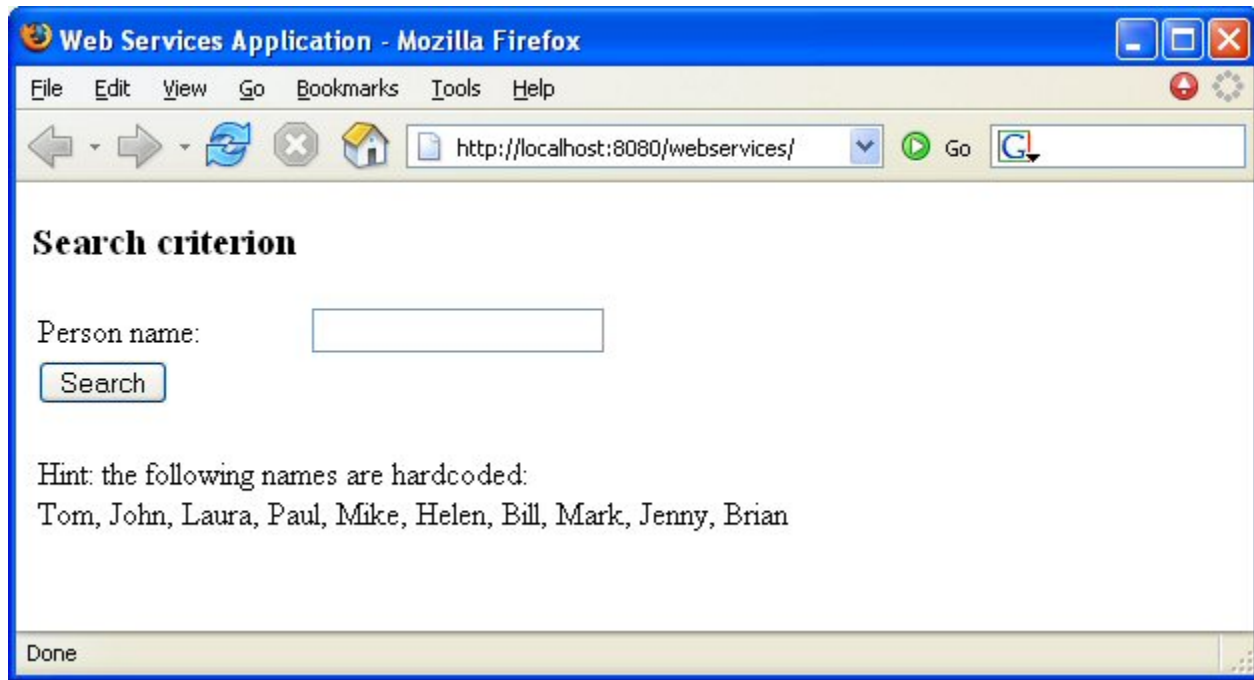 Web Services Application - Mozilla Firefox
File Edit View Go Bookmarks Tools Help
http://localhost:8080/webservices/ Go G
Search criterion
Person name:
Search
Hint: the following names are hardcoded:
Tom, John, Laura, Paul, Mike, Helen, Bill, Mark, Jenny, Brian
Done